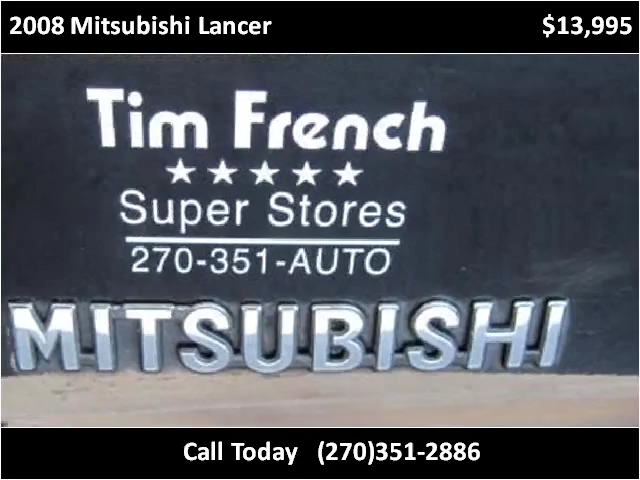 2008 Mitsubishi Lancer $13,995
Tim French
Super Stores
270-351-AUTO
MITSUBISHI
Call Today (270)351-2886